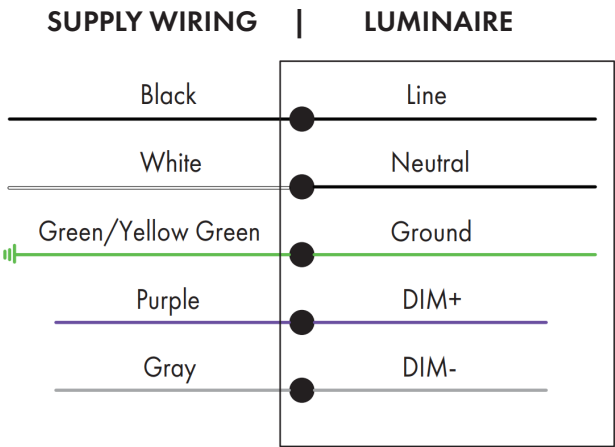 SUPPLY WIRING | LUMINAIRE
Black Line
White Neutral
Green/Yellow Green Ground
Purple DIM+
Gray DIM-